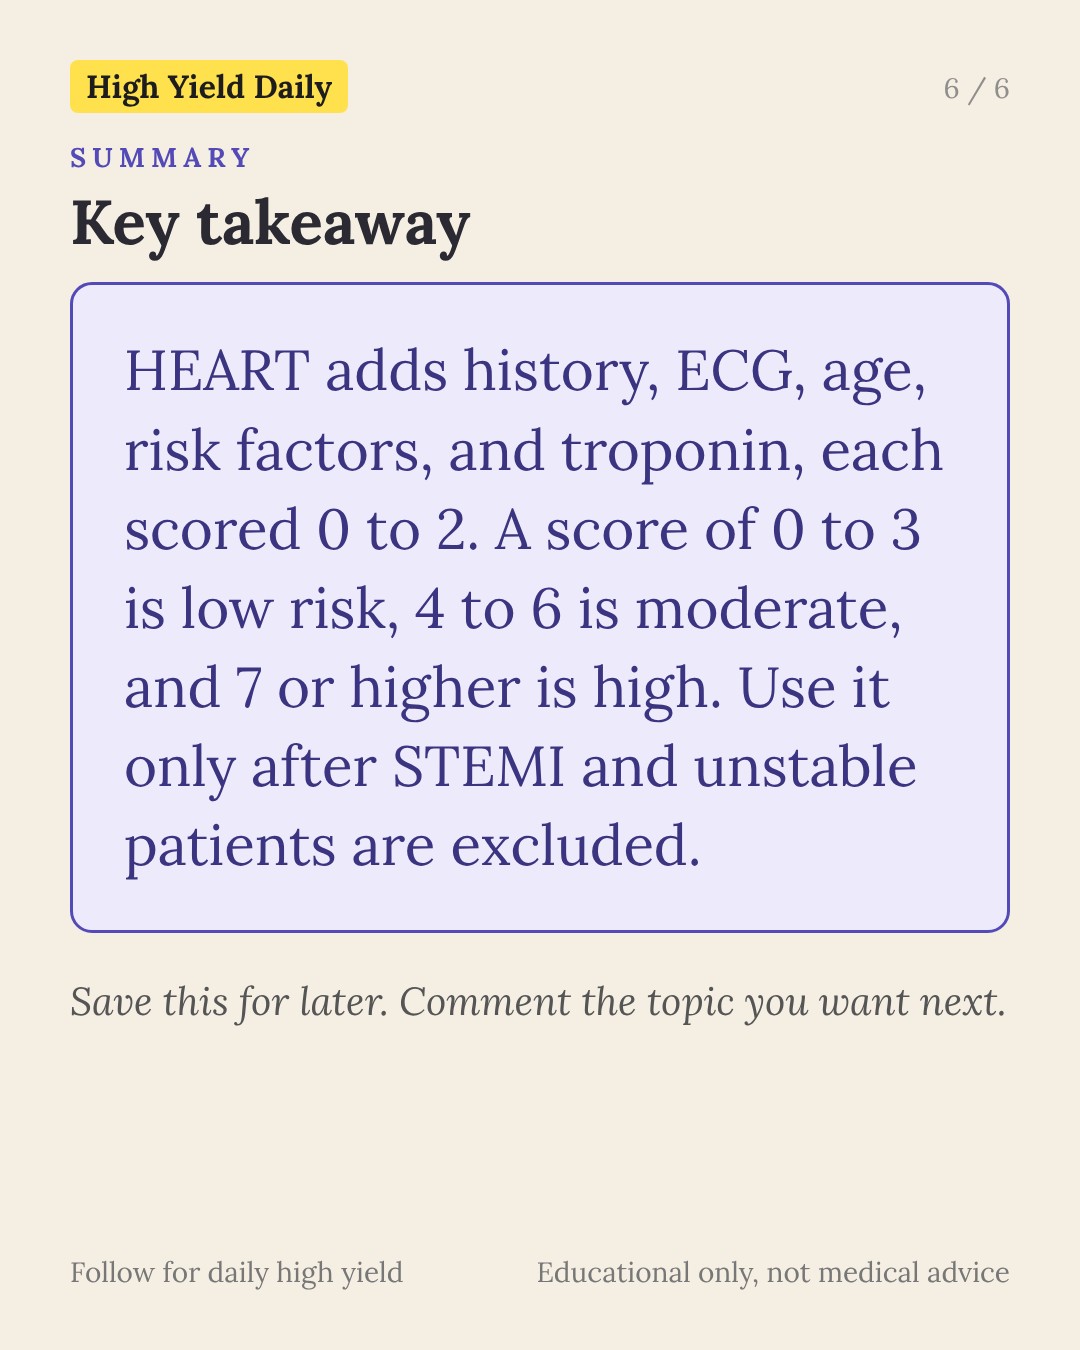 High Yield Daily
6 / 6
SUMMARY
Key takeaway
HEART adds history, ECG, age,
risk factors, and troponin, each
scored 0 to 2. A score of 0 to 3
is low risk, 4 to 6 is moderate,
and 7 or higher is high. Use it
only after STEMI and unstable
patients are excluded.
Save this for later. Comment the topic you want next.
Follow for daily high yield
Educational only, not medical advice